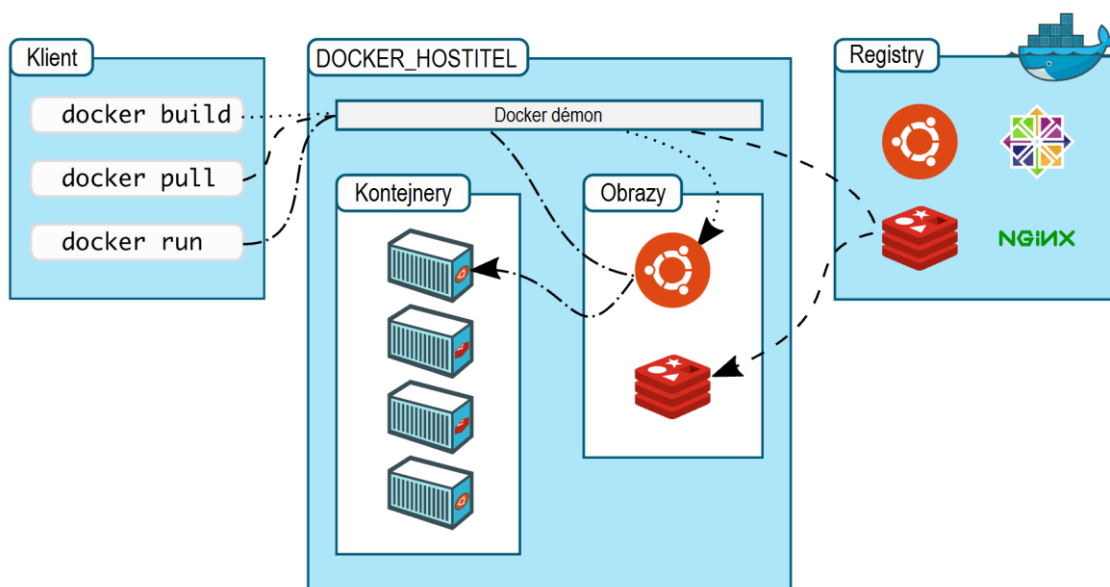 Klient
docker build
docker pull
docker run
DOCKER_HOSTITEL
Docker démon
Kontejnery
Obrazy
Registry
NGiNX